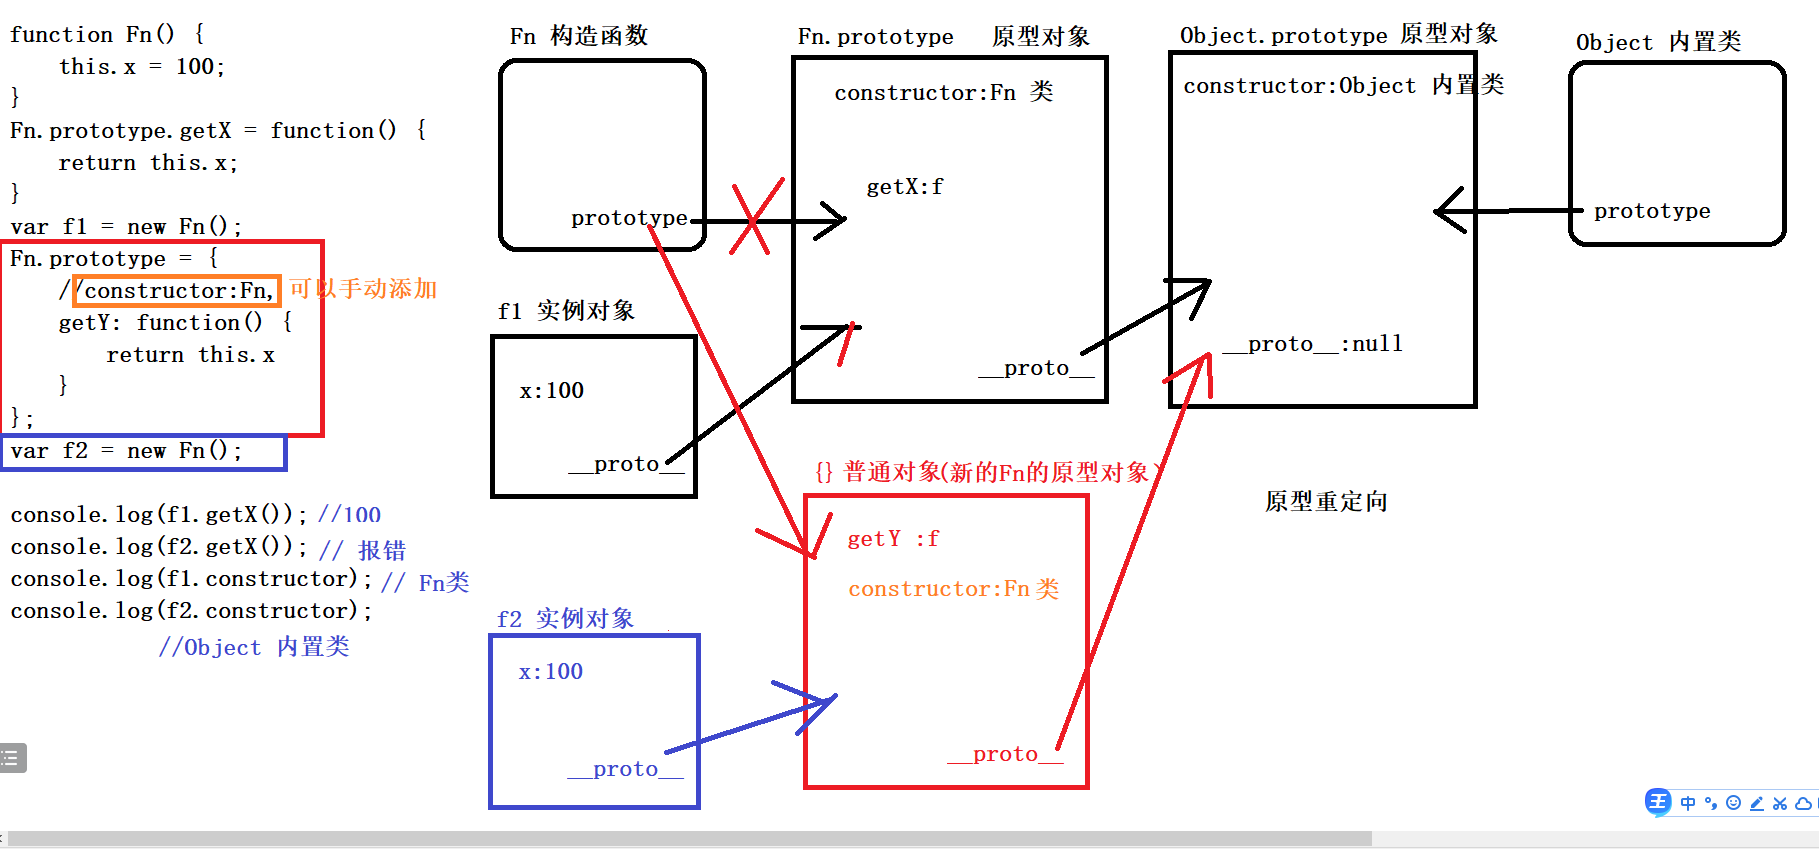 function Fn() {
this.x = 100;
}
Fn.prototype.getX = function() {
return this.x;
}
var f1 = new Fn();
Fn.prototype = {
//constructor:Fn, 可以手动添加
getY: function() {
return this.x
}
};
var f2 = new Fn();
console.log(f1.getX()); //100
console.log(f2.getX()); // 报错
console.log(f1.constructor); // Fn类
console.log(f2.constructor);
//Object 内置类
Fn 构造函数
prototype
Fn.prototype 原型对象
constructor:Fn 类
getX:f
__proto__
Object.prototype 原型对象
constructor:Object 内置类
__proto__:null
Object 内置类
prototype
f1 实例对象
x:100
__proto__
{} 普通对象(新的Fn的原型对象)
getY :f
constructor:Fn 类
__proto__
原型重定向
f2 实例对象
x:100
__proto__
王 中